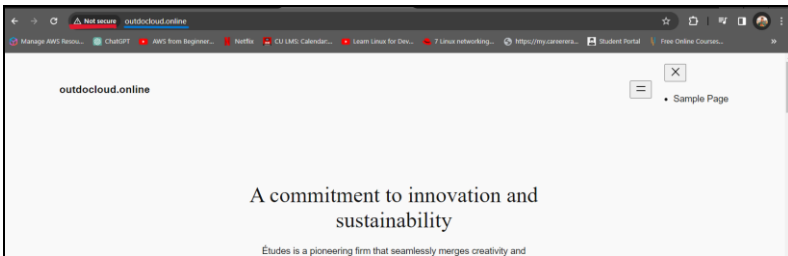 Not secure outdocloud.online
Manage AWS Resou... ChatGPT AWS from Beginner... Netflix CU LMS: Calendar:... Learn Linux for Dev... 7 Linux networking... https://my.careerera... Student Portal Free Online Courses... »
outdocloud.online
Sample Page
A commitment to innovation and
sustainability
Études is a pioneering firm that seamlessly merges creativity and